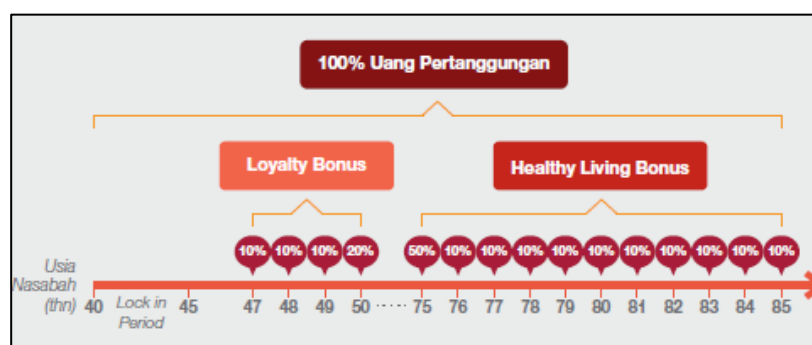 100% Uang Pertanggungan
Loyalty Bonus
Healthy Living Bonus
10% 10% 10% 20% 50% 10% 10% 10% 10% 10% 10% 10% 10% 10% 10%
Usia
Nasabah
(thn) 40 Lock in 45 47 48 49 50 ····· 75 76 77 78 79 80 81 82 83 84 85
Period